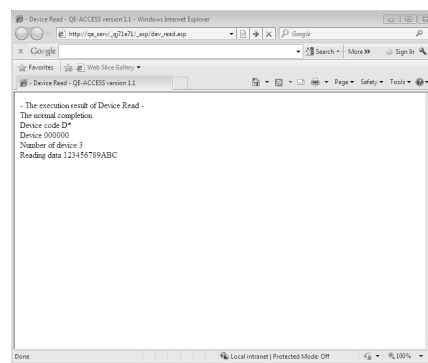 - Device Read - QE-ACCESS version 1.1 - Windows Internet Explorer
http://qe_serv/_qj71e71/_asp/dev_read.asp
Google
x Google Search More >> Sign In
Favorites Web Slice Gallery
- Device Read - QE-ACCESS version 1.1 Page Safety Tools
- The execution result of Device Read -
The normal completion.
Device code D*
Device 000000
Number of device 3
Reading data 123456789ABC
Done Local intranet | Protected Mode: Off 100%